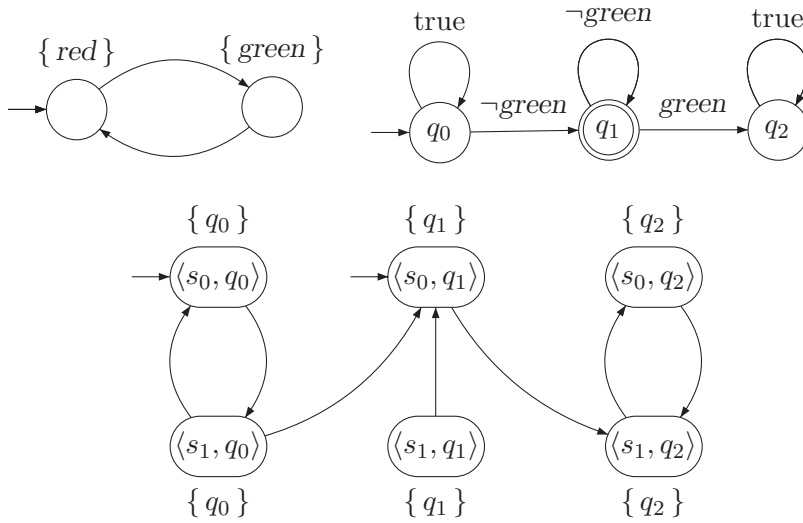 { red } { green }
true ¬green true
¬green green
q₀ q₁ q₂
{ q₀ } { q₁ } { q₂ }
⟨s₀, q₀⟩ ⟨s₀, q₁⟩ ⟨s₀, q₂⟩
⟨s₁, q₀⟩ ⟨s₁, q₁⟩ ⟨s₁, q₂⟩
{ q₀ } { q₁ } { q₂ }